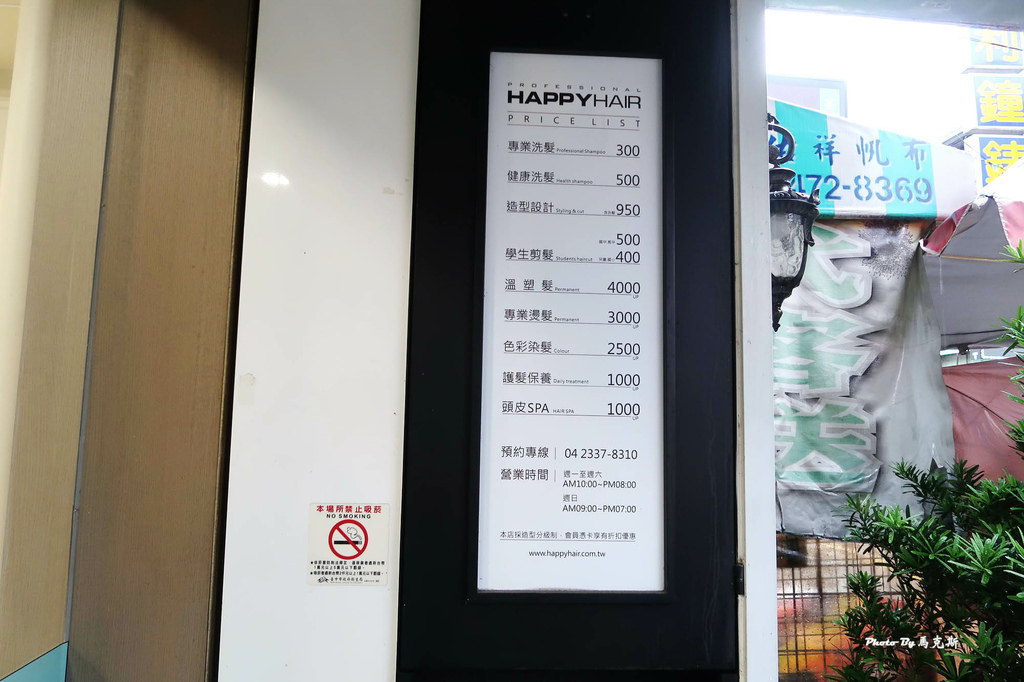 PROFESSIONAL
HAPPYHAIR
PRICE LIST
專業洗髮 Professional Shampoo 300
健康洗髮 Health shampoo 500
造型設計 Styling & cut 950
500
學生剪髮 Students haircut 400
溫塑髮 Permanent 4000 UP
專業燙髮 Permanent 3000 UP
色彩染髮 Colour 2500 UP
護髮保養 Daily treatment 1000 UP
頭皮SPA HAIR SPA 1000 UP
預約專線 04 2337-8310
營業時間 週一至週六
AM10:00~PM08:00
週日
AM09:00~PM07:00
本店採造型分級制，會員憑卡享有折扣優惠
www.happyhair.com.tw
本場所禁止吸菸
NO SMOKING
祥帆布
472-8369
利
鐘
錶
Photo By 馬克斯